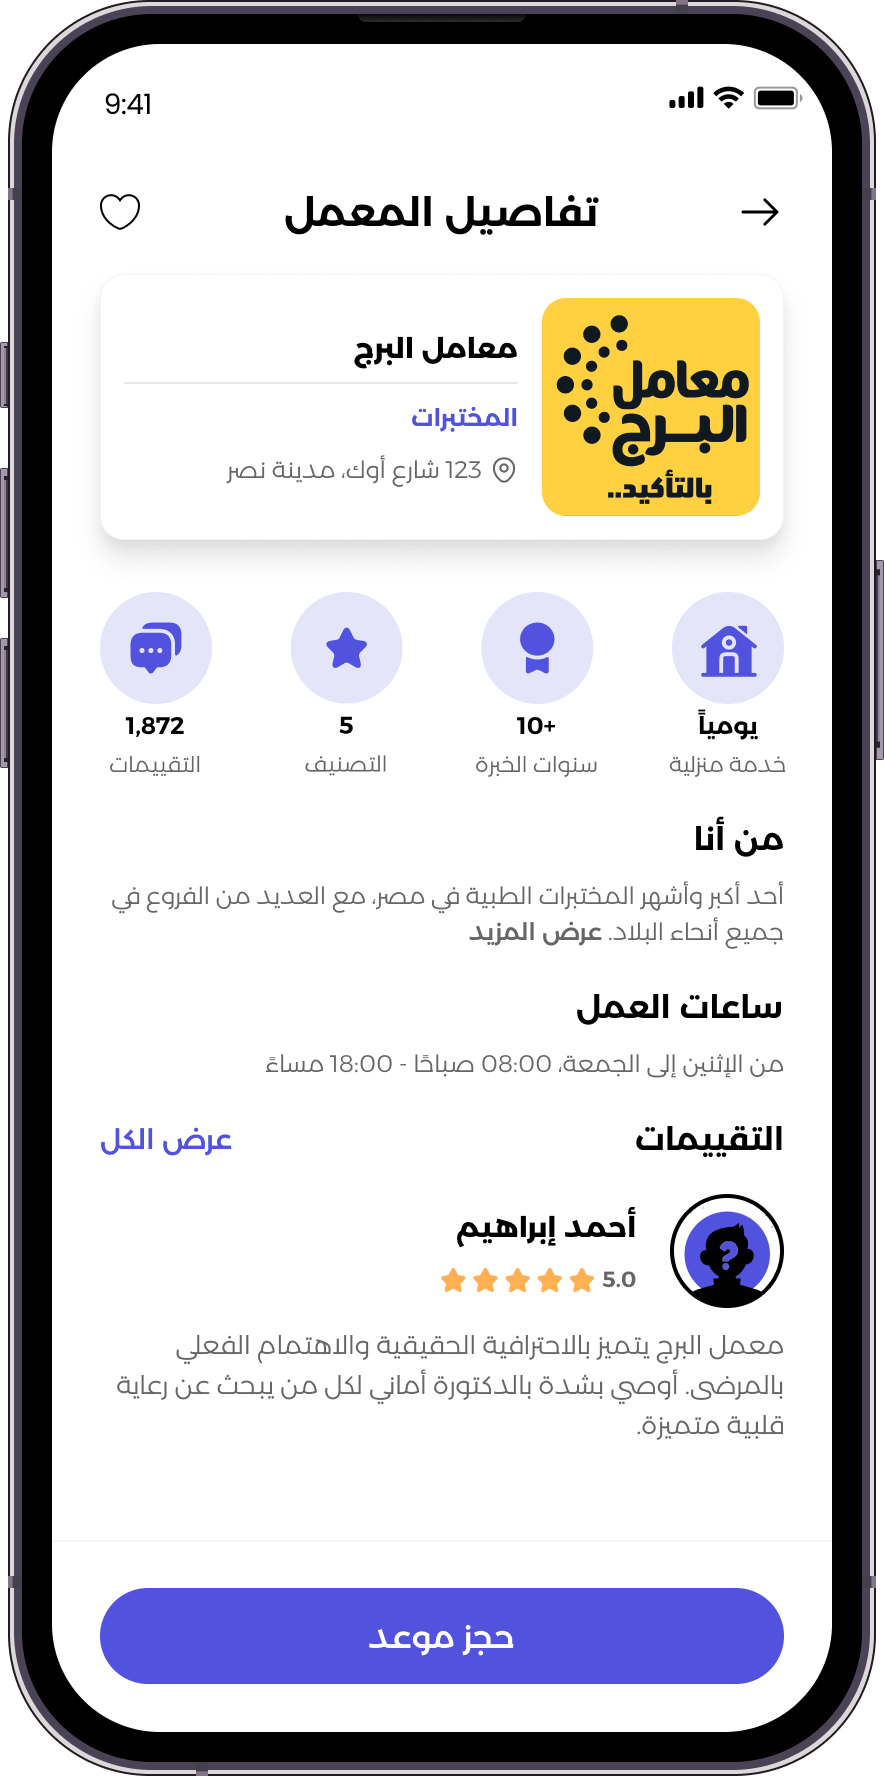 9:41
تفاصيل المعمل
معامل
البرج
بالتأكيد..
معامل البرج
المختبرات
123 شارع أوك، مدينة نصر
يومياً
خدمة منزلية
10+
سنوات الخبرة
5
التصنيف
1,872
التقييمات
من أنا
أحد أكبر وأشهر المختبرات الطبية في مصر، مع العديد من الفروع في
جميع أنحاء البلاد. عرض المزيد
ساعات العمل
من الإثنين إلى الجمعة، 08:00 صباحًا - 18:00 مساءً
التقييمات
عرض الكل
?
أحمد إبراهيم
5.0
معمل البرج يتميز بالاحترافية الحقيقية والاهتمام الفعلي
بالمرضى. أوصي بشدة بالدكتورة أماني لكل من يبحث عن رعاية
قلبية متميزة.
حجز موعد